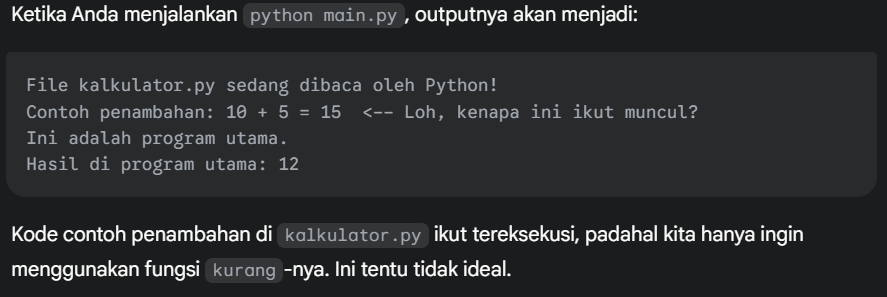 Ketika Anda menjalankan python main.py, outputnya akan menjadi:
File kalkulator.py sedang dibaca oleh Python!
Contoh penambahan: 10 + 5 = 15  <-- Loh, kenapa ini ikut muncul?
Ini adalah program utama.
Hasil di program utama: 12
Kode contoh penambahan di kalkulator.py ikut tereksekusi, padahal kita hanya ingin
menggunakan fungsi kurang-nya. Ini tentu tidak ideal.